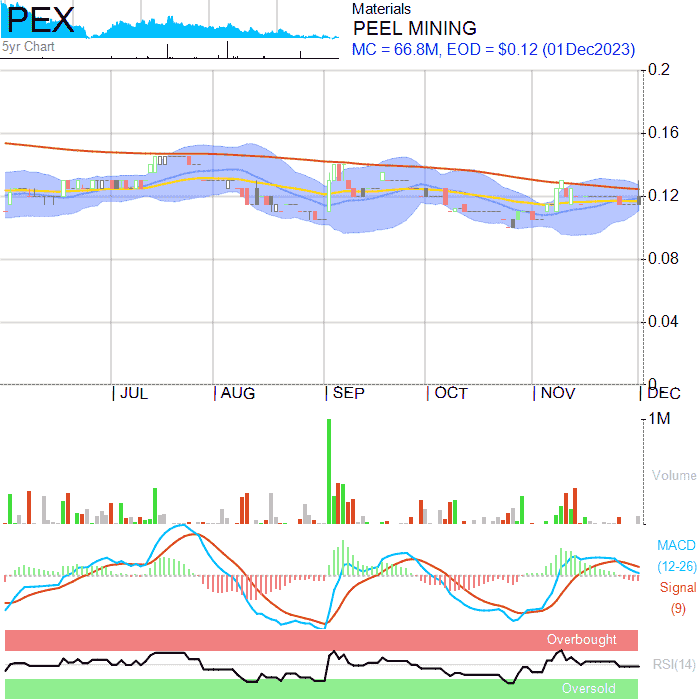 PEX
5yr Chart
Materials
PEEL MINING
MC = 66.8M, EOD = $0.12 (01Dec2023)
0.2
0.16
0.12
0.08
0.04
0
JUL AUG SEP OCT NOV DEC
1M
Volume
MACD
(12-26)
Signal
(9)
Overbought
RSI(14)
Oversold